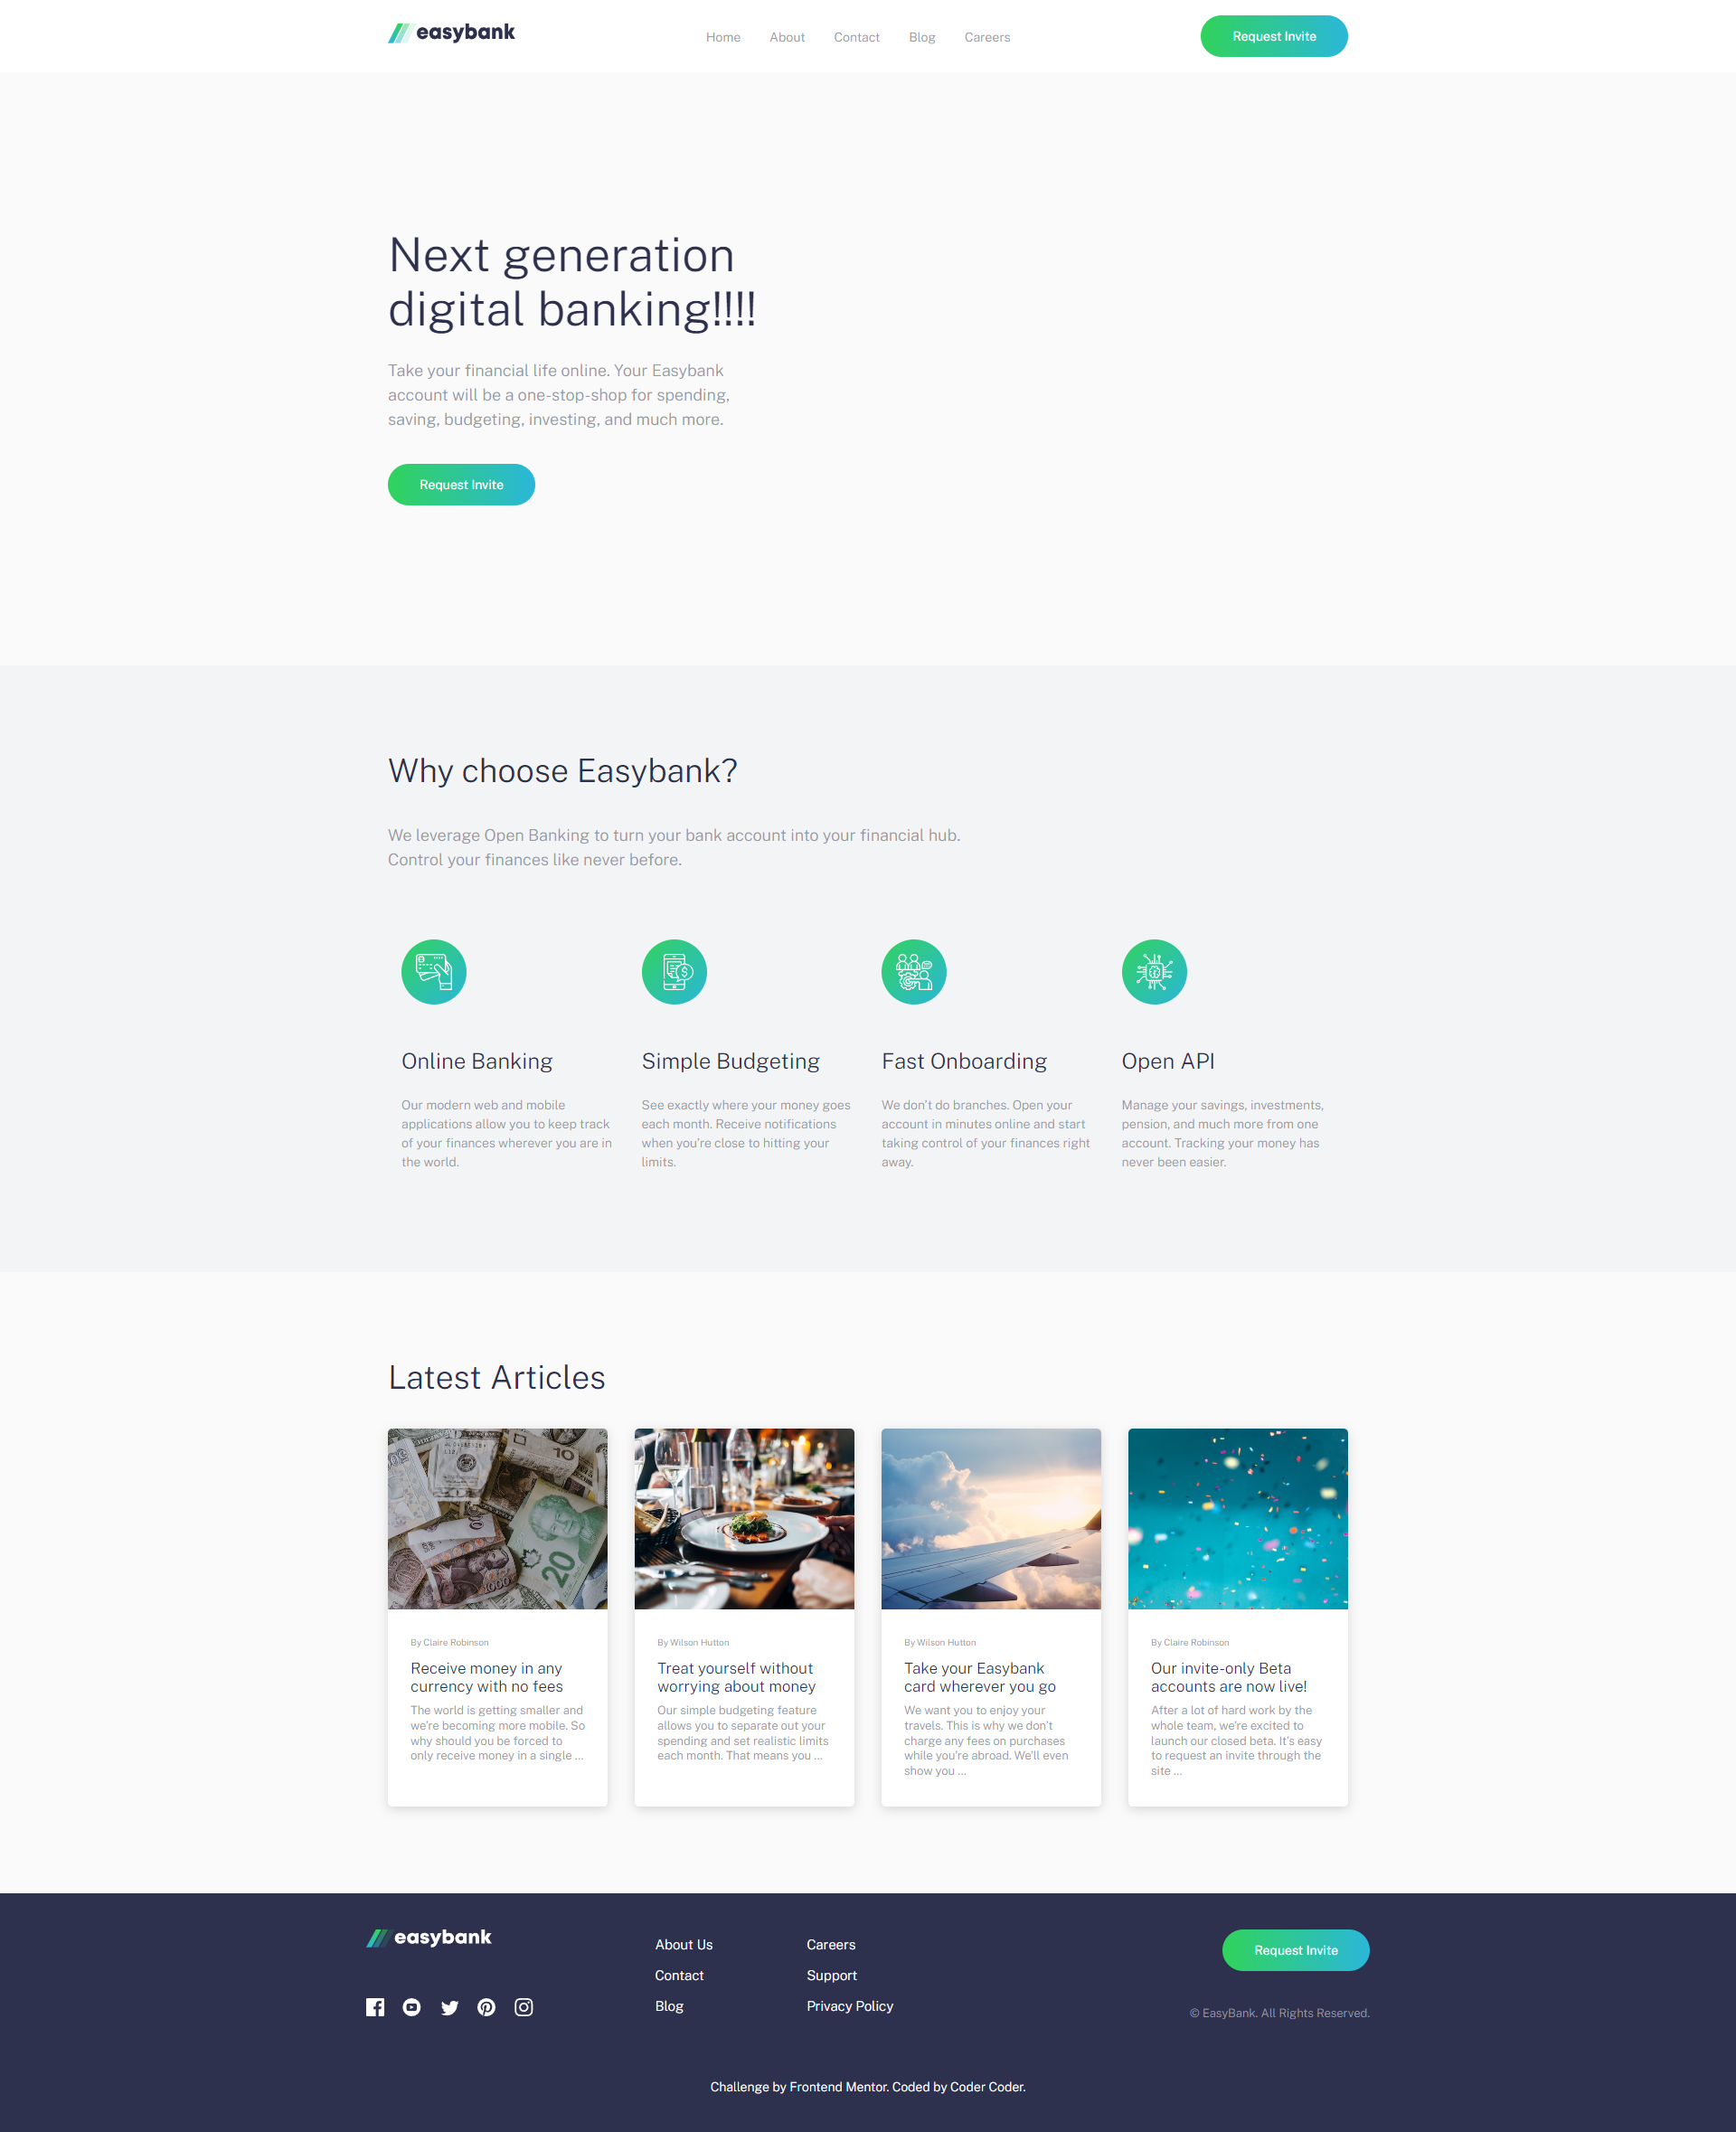 easybank
Home
About
Contact
Blog
Careers
Request Invite
Next generation
digital banking!!!!
Take your financial life online. Your Easybank
account will be a one-stop-shop for spending,
saving, budgeting, investing, and much more.
Request Invite
Why choose Easybank?
We leverage Open Banking to turn your bank account into your financial hub.
Control your finances like never before.
Online Banking
Our modern web and mobile
applications allow you to keep track
of your finances wherever you are in
the world.
Simple Budgeting
See exactly where your money goes
each month. Receive notifications
when you're close to hitting your
limits.
Fast Onboarding
We don't do branches. Open your
account in minutes online and start
taking control of your finances right
away.
Open API
Manage your savings, investments,
pension, and much more from one
account. Tracking your money has
never been easier.
Latest Articles
10
20
By Claire Robinson
Receive money in any
currency with no fees
The world is getting smaller and
we're becoming more mobile. So
why should you be forced to
only receive money in a single ...
By Wilson Hutton
Treat yourself without
worrying about money
Our simple budgeting feature
allows you to separate out your
spending and set realistic limits
each month. That means you ...
By Wilson Hutton
Take your Easybank
card wherever you go
We want you to enjoy your
travels. This is why we don't
charge any fees on purchases
while you're abroad. We'll even
show you ...
By Claire Robinson
Our invite-only Beta
accounts are now live!
After a lot of hard work by the
whole team, we're excited to
launch our closed beta. It's easy
to request an invite through the
site ...
easybank
About Us
Contact
Blog
Careers
Support
Privacy Policy
Request Invite
© EasyBank. All Rights Reserved.
Challenge by Frontend Mentor. Coded by Coder Coder.